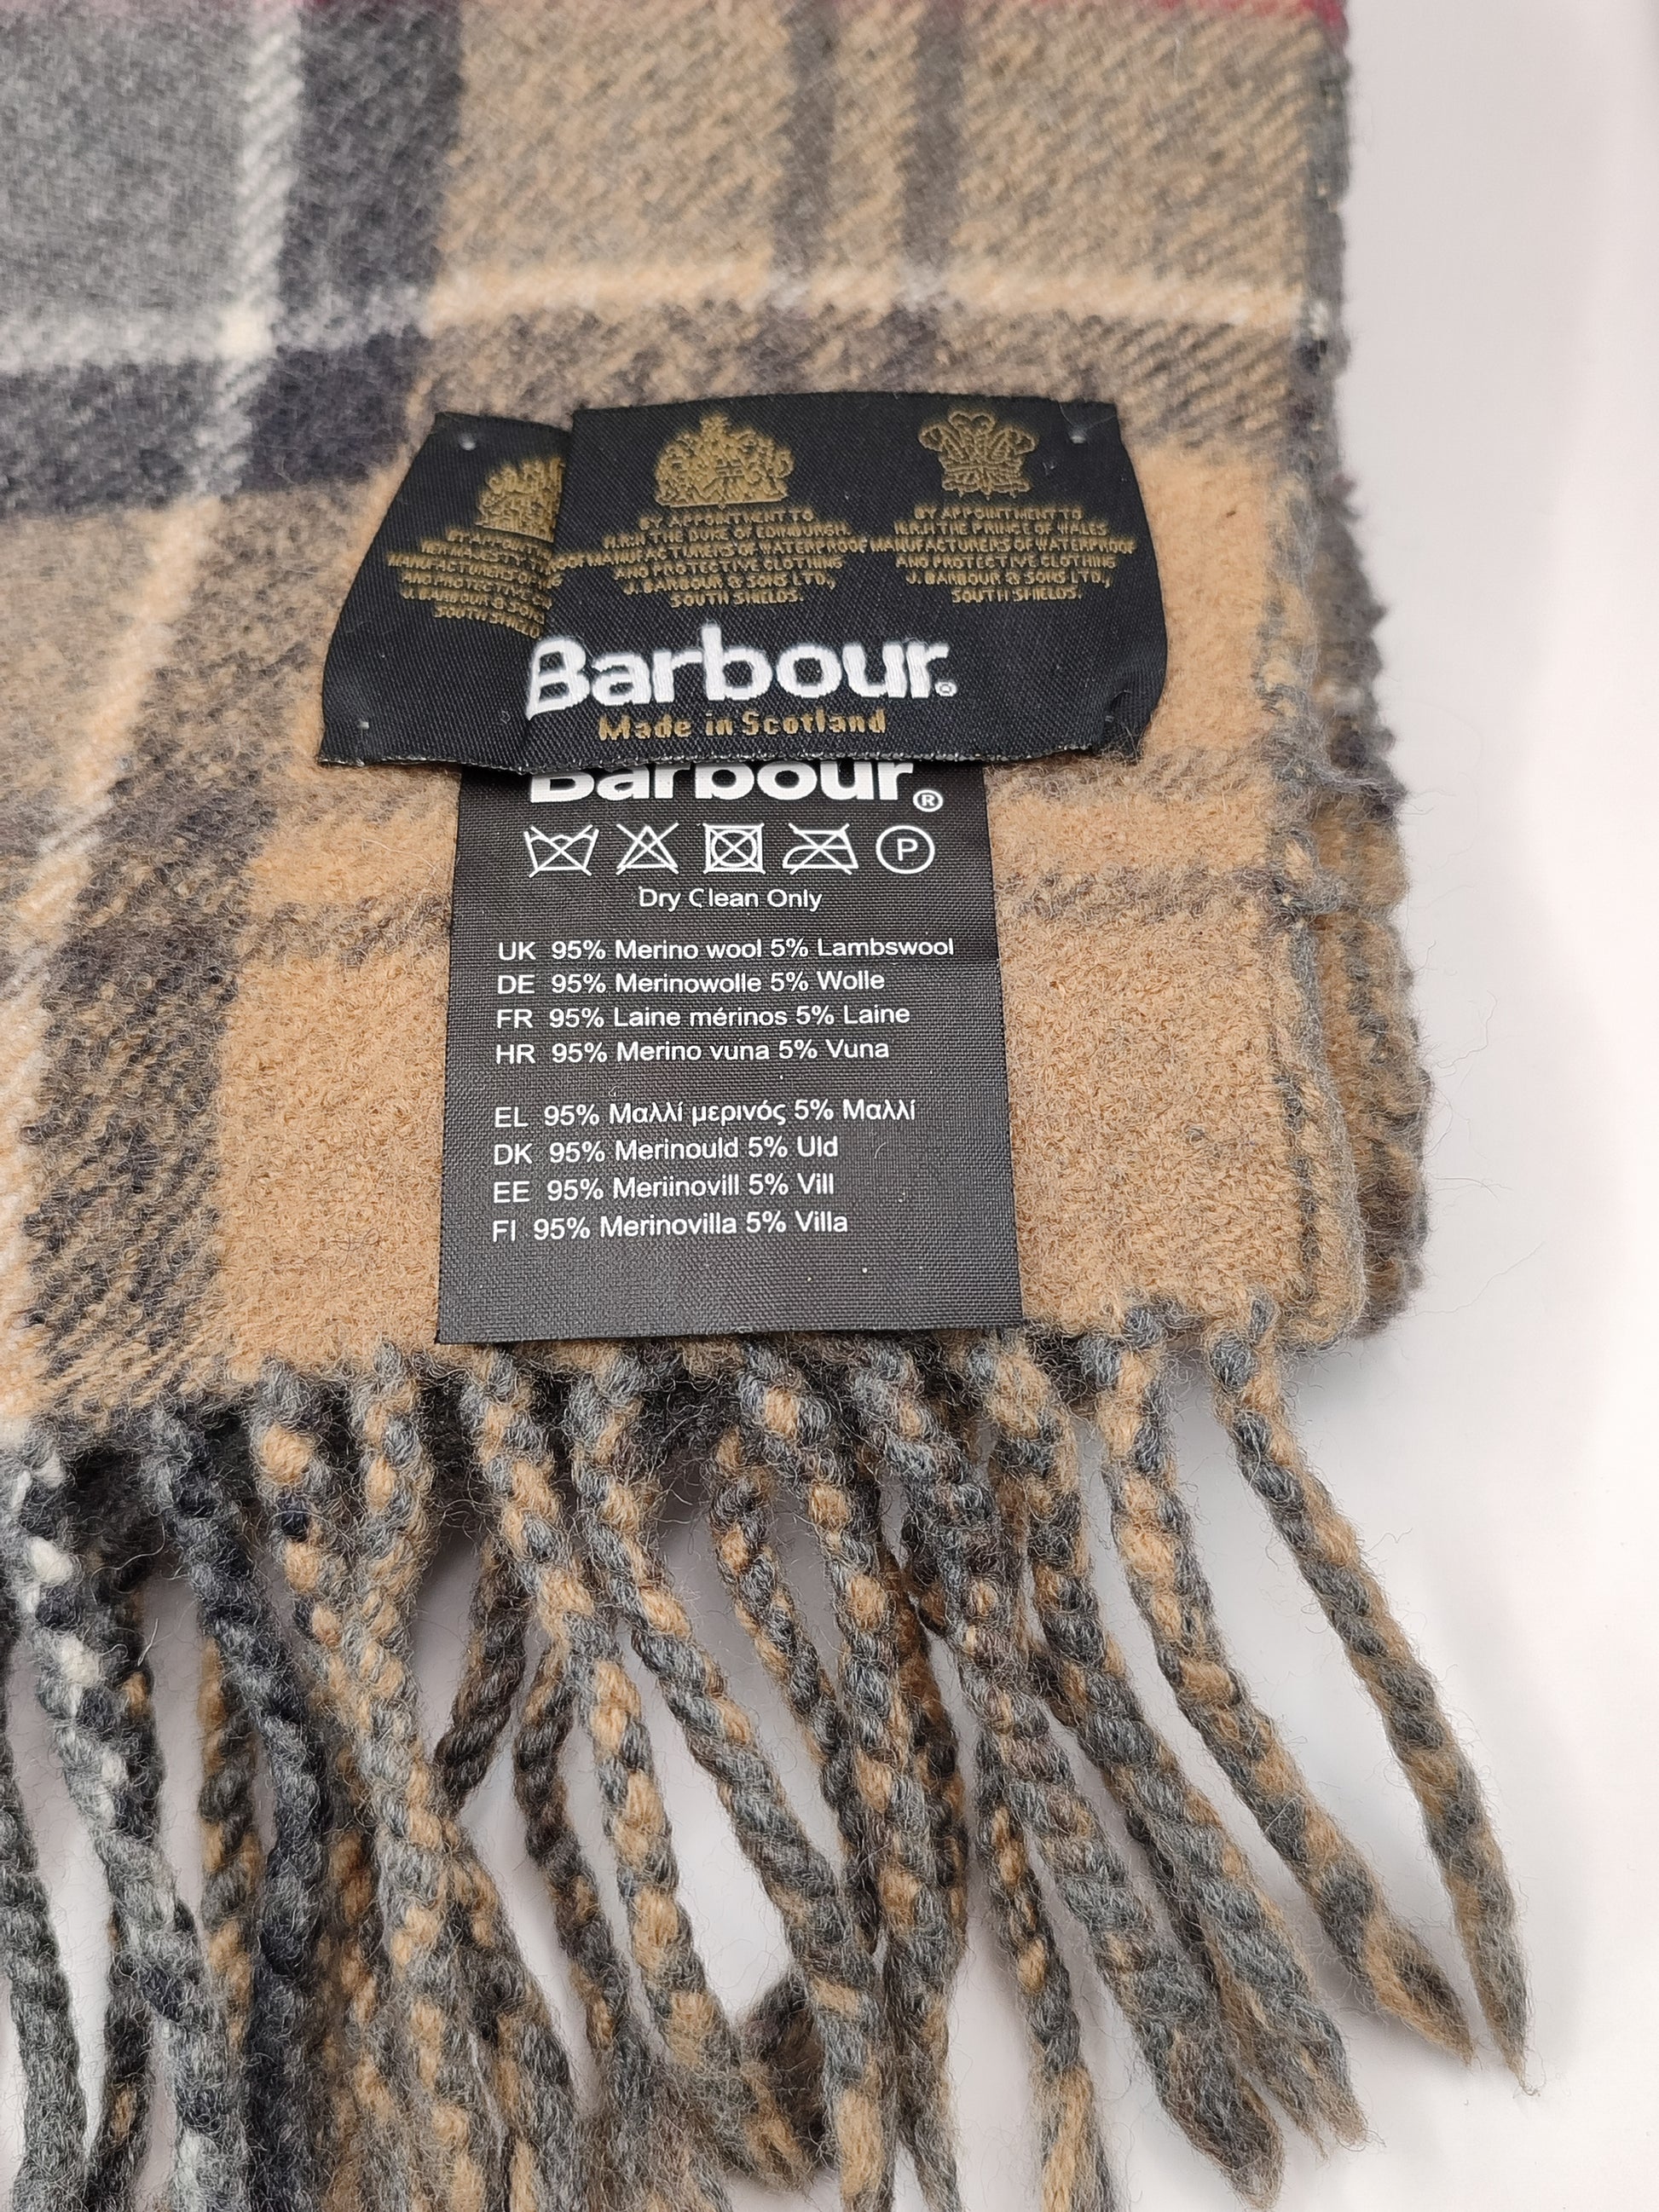 BY APPOINTMENT TO
H.R.H THE DUKE OF EDINBURGH
MANUFACTURERS OF WATERPROOF
AND PROTECTIVE CLOTHING
J. BARBOUR & SONS LTD.,
SOUTH SHIELDS.
BY APPOINTMENT TO
H.R.H THE PRINCE OF WALES
MANUFACTURERS OF WATERPROOF
AND PROTECTIVE CLOTHING
J. BARBOUR & SONS LTD.,
SOUTH SHIELDS.
Barbour®
Made in Scotland
Barbour®
P
Dry Clean Only
UK 95% Merino wool 5% Lambswool
DE 95% Merinowolle 5% Wolle
FR 95% Laine mérinos 5% Laine
HR 95% Merino vuna 5% Vuna
EL 95% Μαλλί μερινός 5% Μαλλί
DK 95% Merinould 5% Uld
EE 95% Meriinovill 5% Vill
FI 95% Merinovilla 5% Villa